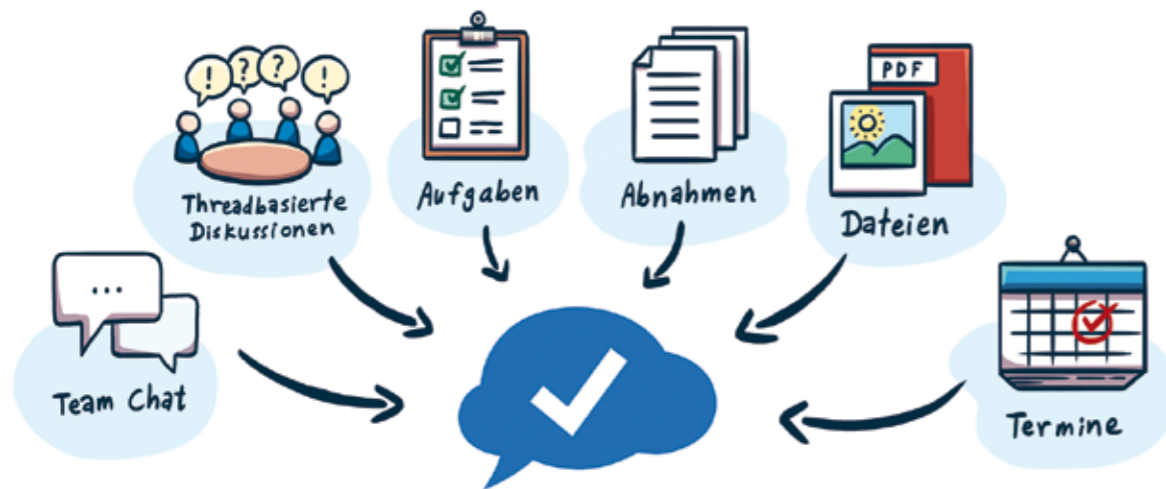 ! ? ? !
Threadbasierte
Diskussionen
Aufgaben
Abnahmen
PDF
Dateien
...
Team Chat
Termine